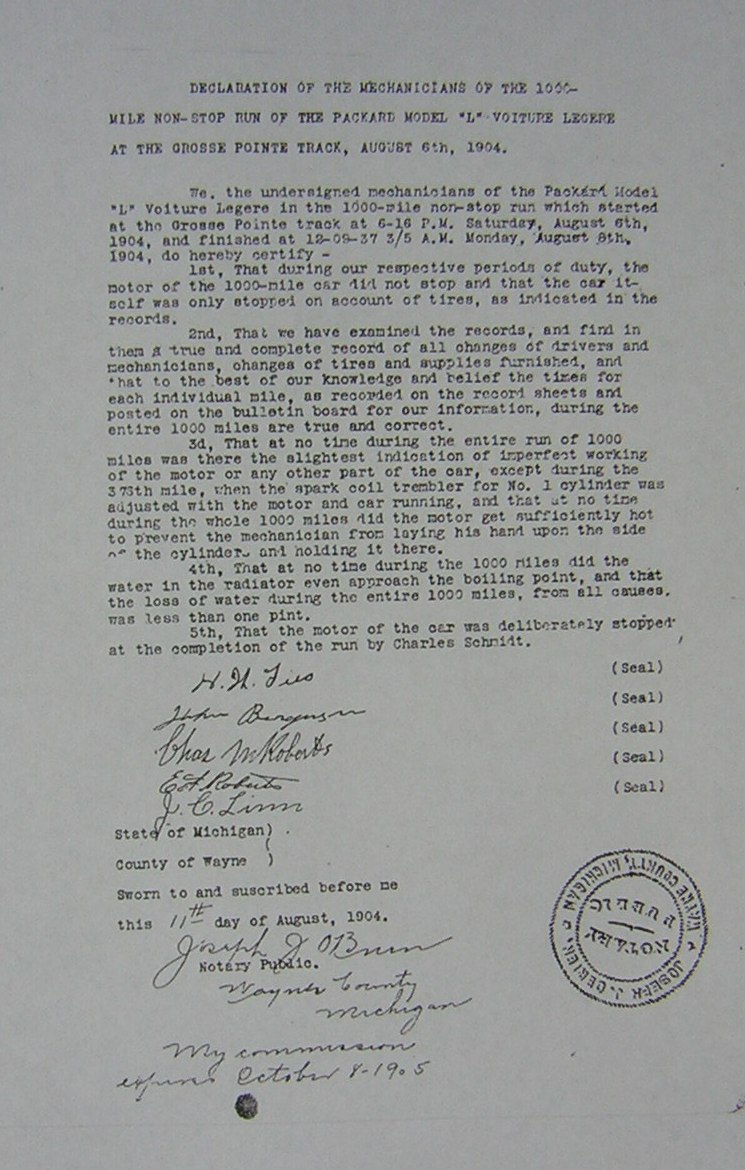 DECLARATION OF THE MECHANICIANS OF THE 1000-
MILE NON-STOP RUN OF THE PACKARD MODEL "L" VOITURE LEGERE
AT THE GROSSE POINTE TRACK, AUGUST 6th, 1904.
We, the undersigned mechanicians of the Packard Model
"L" Voiture Legere in the 1000-mile non-stop run which started
at the Grosse Pointe track at 6-16 P.M. Saturday, August 6th,
1904, and finished at 12-09-37 3/5 A.M. Monday, August 8th,
1904, do hereby certify -
1st, That during our respective periods of duty, the
motor of the 1000-mile car did not stop and that the car it-
self was only stopped on account of tires, as indicated in the
records.
2nd, That we have examined the records, and find in
them a true and complete record of all changes of drivers and
mechanicians, changes of tires and supplies furnished, and
that to the best of our knowledge and belief the times for
each individual mile, as recorded on the record sheets and
posted on the bulletin board for our information, during the
entire 1000 miles are true and correct.
3d, That at no time during the entire run of 1000
miles was there the slightest indication of imperfect working
of the motor or any other part of the car, except during the
373th mile, when the spark coil trembler for No. 1 cylinder was
adjusted with the motor and car running, and that at no time
during the whole 1000 miles did the motor get sufficiently hot
to prevent the mechanician from laying his hand upon the side
of the cylinders and holding it there.
4th, That at no time during the 1000 miles did the
water in the radiator even approach the boiling point, and that
the loss of water during the entire 1000 miles, from all causes,
was less than one pint.
5th, That the motor of the car was deliberately stopped
at the completion of the run by Charles Schmidt.
(Seal)
(Seal)
Chas M Roberts (Seal)
E A Roberts (Seal)
J. C. Linn (Seal)
State of Michigan)
(
County of Wayne )
Sworn to and suscribed before me
this 11th day of August, 1904.
Joseph J OBrien
Notary Public.
Wayne County
Michigan
My commission
expires October 8-1905
JOSEPH J. OBRIEN
NOTARY
PUBLIC
WAYNE COUNTY, MICHIGAN